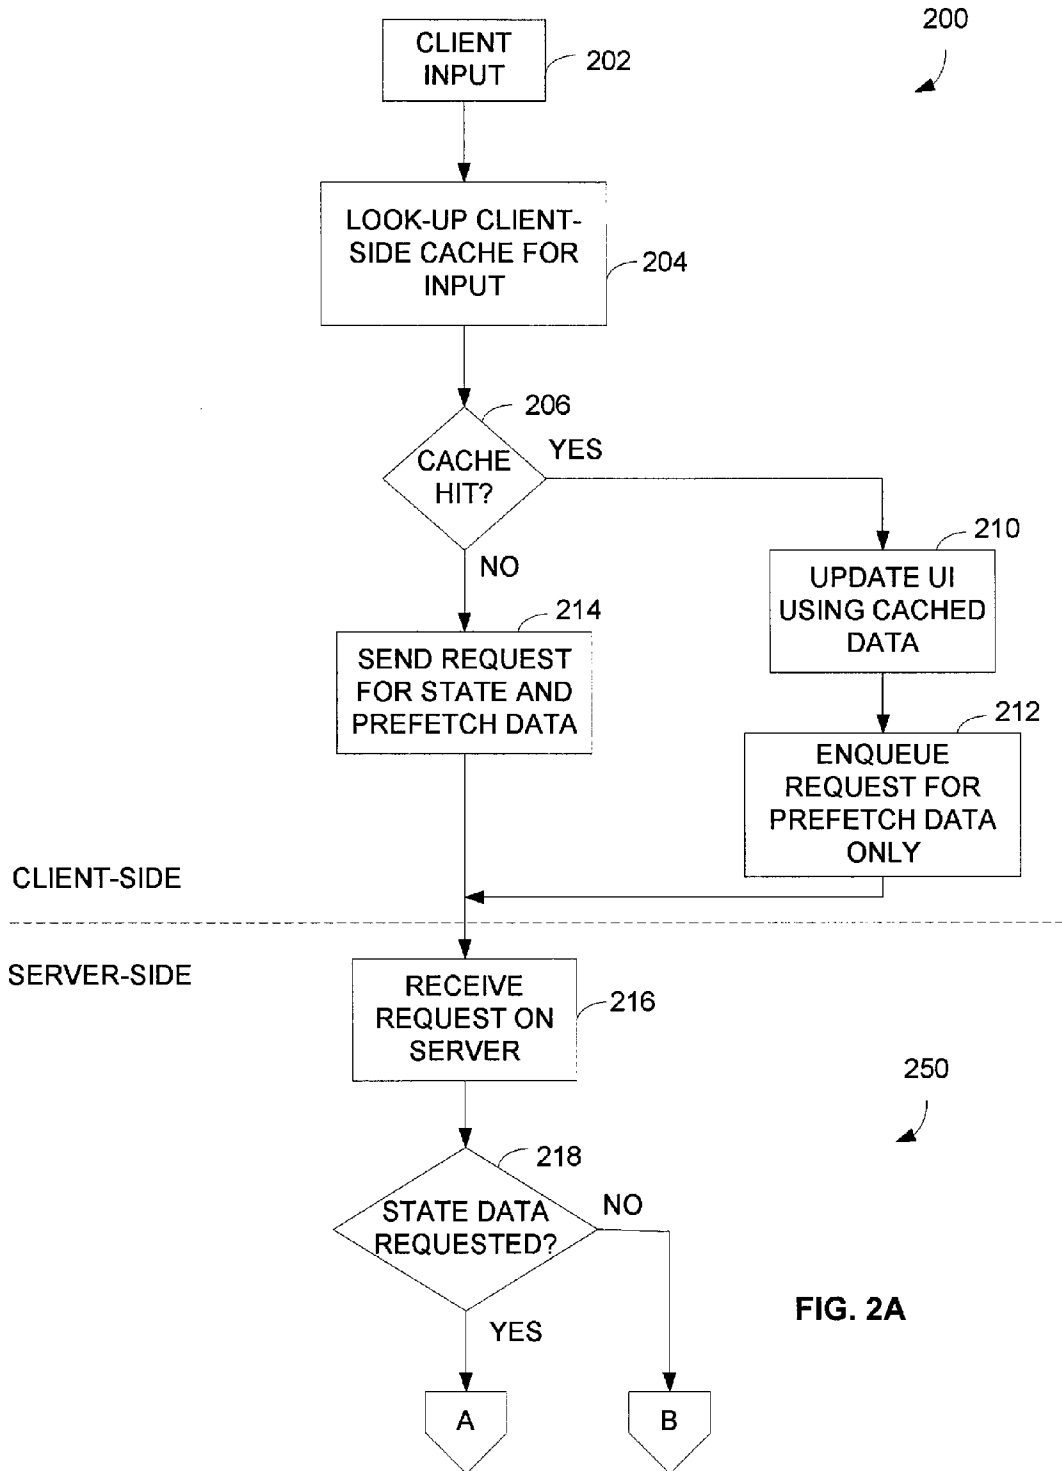 200
CLIENT
INPUT
202
LOOK-UP CLIENT-
SIDE CACHE FOR
INPUT
204
206
CACHE
HIT?
YES
NO
210
UPDATE UI
USING CACHED
DATA
214
SEND REQUEST
FOR STATE AND
PREFETCH DATA
212
ENQUEUE
REQUEST FOR
PREFETCH DATA
ONLY
CLIENT-SIDE
SERVER-SIDE
RECEIVE
REQUEST ON
SERVER
216
250
218
STATE DATA
REQUESTED?
NO
YES
FIG. 2A
A
B